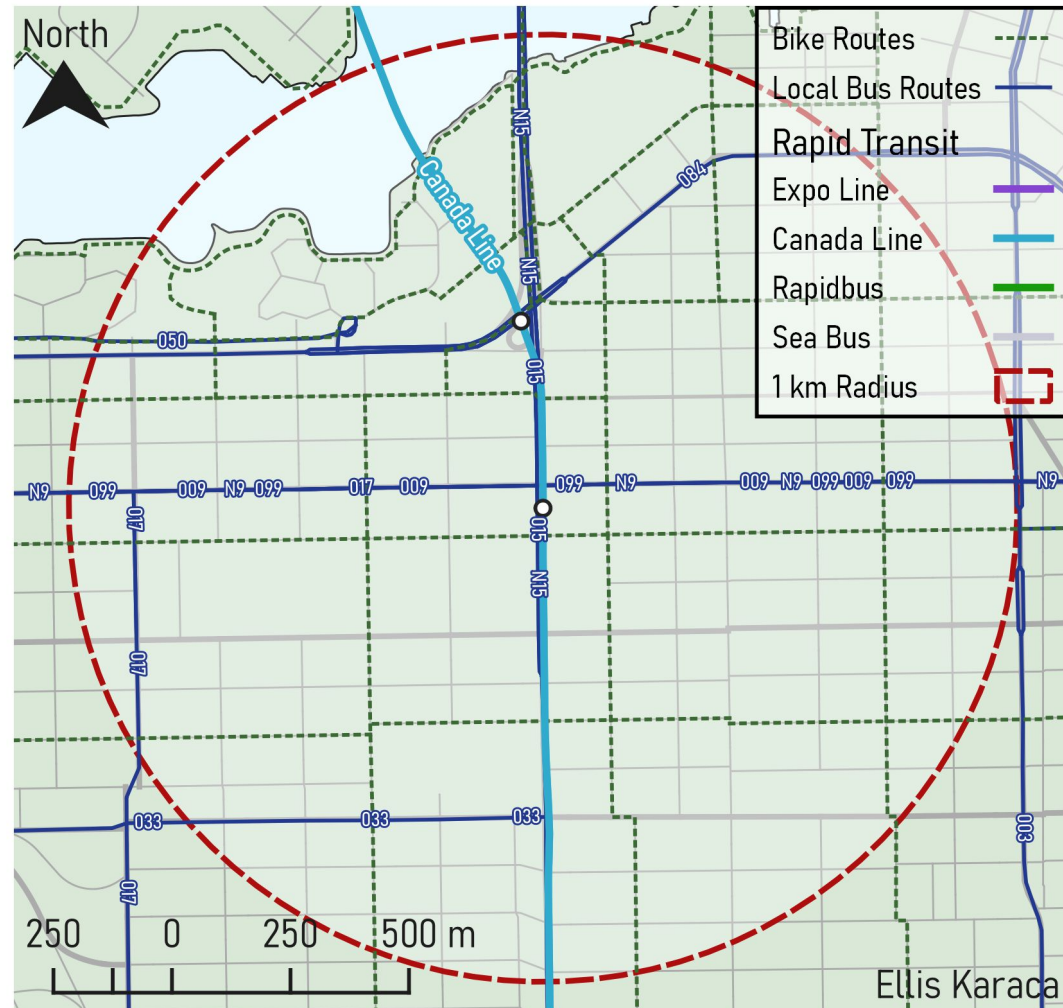 North
Bike Routes
Local Bus Routes
Rapid Transit
Expo Line
Canada Line
Rapidbus
Sea Bus
1 km Radius
N15
084
Canada Line
N15
050
015
N9 099 009 N9 099 017 009 099 N9 009 N9 099 009 099 N9
017
015
N15
017
033 033 033
003
017
250 0 250 500 m
Ellis Karaca